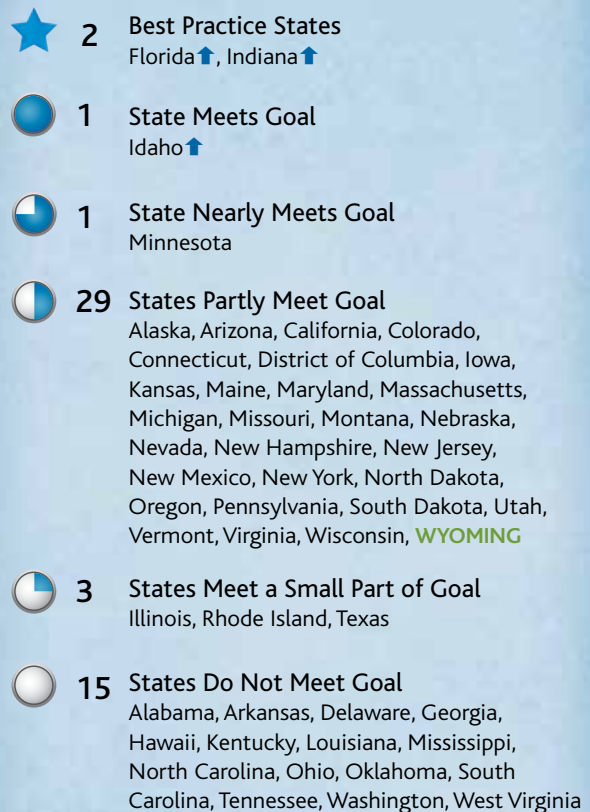 2 Best Practice States
Florida⬆, Indiana⬆
1 State Meets Goal
Idaho⬆
1 State Nearly Meets Goal
Minnesota
29 States Partly Meet Goal
Alaska, Arizona, California, Colorado,
Connecticut, District of Columbia, Iowa,
Kansas, Maine, Maryland, Massachusetts,
Michigan, Missouri, Montana, Nebraska,
Nevada, New Hampshire, New Jersey,
New Mexico, New York, North Dakota,
Oregon, Pennsylvania, South Dakota, Utah,
Vermont, Virginia, Wisconsin, WYOMING
3 States Meet a Small Part of Goal
Illinois, Rhode Island, Texas
15 States Do Not Meet Goal
Alabama, Arkansas, Delaware, Georgia,
Hawaii, Kentucky, Louisiana, Mississippi,
North Carolina, Ohio, Oklahoma, South
Carolina, Tennessee, Washington, West Virginia